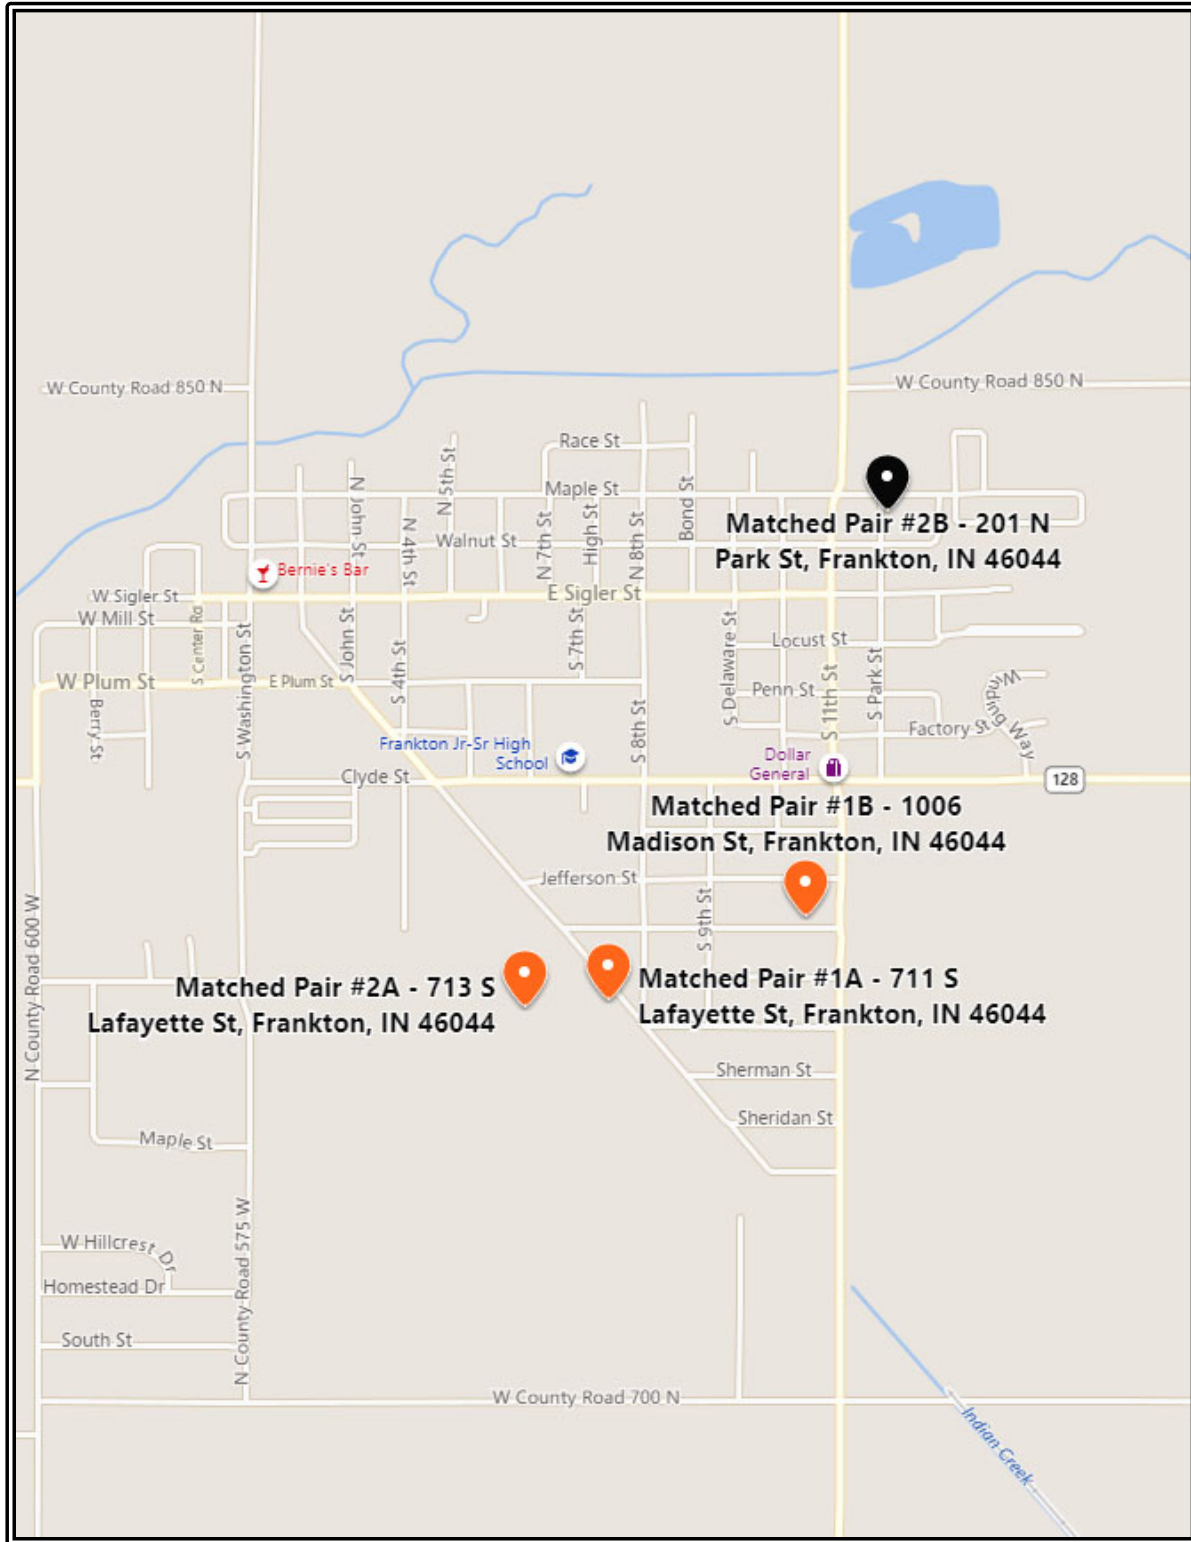 W County Road 850 N
W County Road 850 N
Race St
N 5th St
Bond St
N John St
Maple St
N 4th St
N 7th St
High St
N 8th St
Matched Pair #2B - 201 N
Park St, Frankton, IN 46044
Walnut St
Bernie's Bar
W Sigler St
E Sigler St
W Mill St
S Center Rd
S Washington St
S John St
S 4th St
S 7th St
S Delaware St
Locust St
S Park St
W Plum St
E Plum St
Penn St
Winding Way
Berry St
S 8th St
S 11th St
Factory St
Frankton Jr-Sr High
School
Dollar
General
Clyde St
128
Matched Pair #1B - 1006
Madison St, Frankton, IN 46044
Jefferson St
S 9th St
N County Road 600 W
Matched Pair #2A - 713 S
Lafayette St, Frankton, IN 46044
Matched Pair #1A - 711 S
Lafayette St, Frankton, IN 46044
Sherman St
Sheridan St
Maple St
W Hillcrest Dr
N County Road 575 W
Homestead Dr
South St
W County Road 700 N
Indian Creek